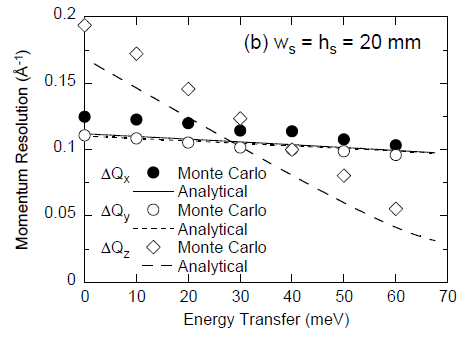 0.2
(b) wₛ = hₛ = 20 mm
0.15
0.1
0.05
0
Momentum Resolution (Å⁻¹)
ΔQₓ ● Monte Carlo
Analytical
ΔQᵧ ○ Monte Carlo
Analytical
ΔQz ◇ Monte Carlo
Analytical
0 10 20 30 40 50 60 70
Energy Transfer (meV)